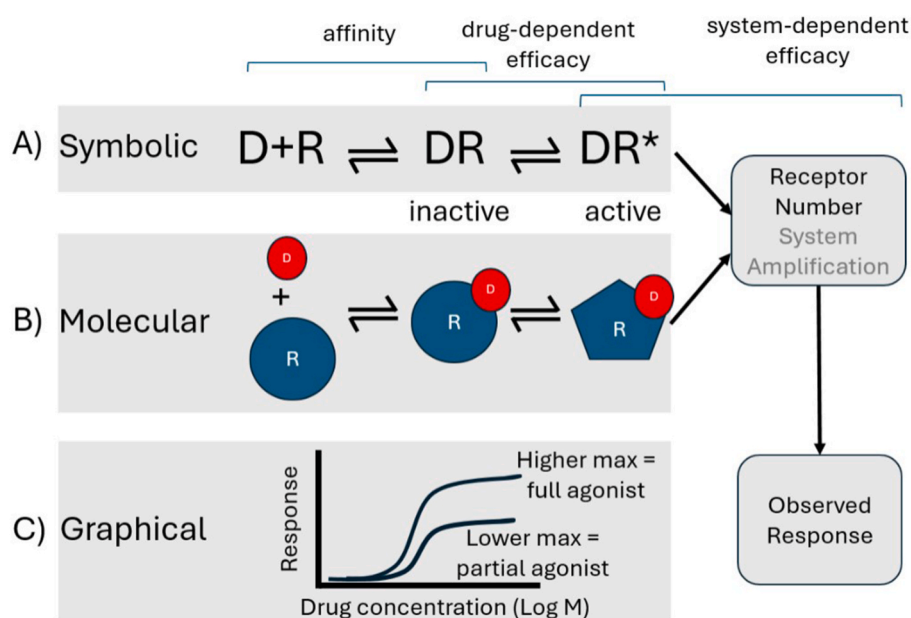 affinity
drug-dependent
efficacy
system-dependent
efficacy
A) Symbolic D+R ⇌ DR ⇌ DR*
inactive active
Receptor
Number
System
Amplification
B) Molecular
D
+
R
⇌
D
R
⇌
D
R
C) Graphical
Response
Higher max =
full agonist
Lower max =
partial agonist
Drug concentration (Log M)
Observed
Response